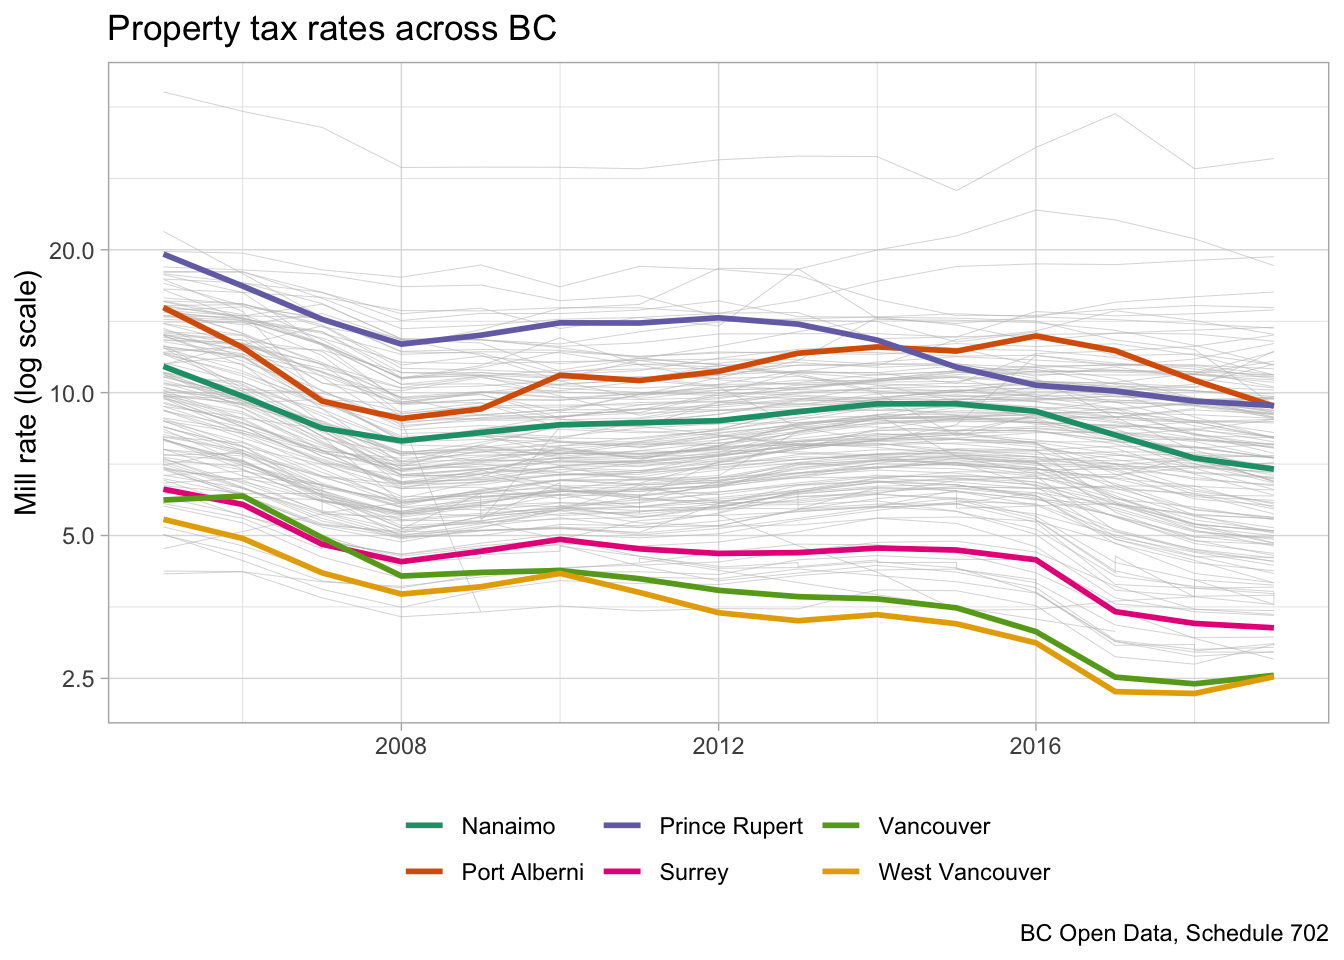 Property tax rates across BC
Mill rate (log scale)
20.0
10.0
5.0
2.5
2008 2012 2016
Nanaimo Prince Rupert Vancouver
Port Alberni Surrey West Vancouver
BC Open Data, Schedule 702